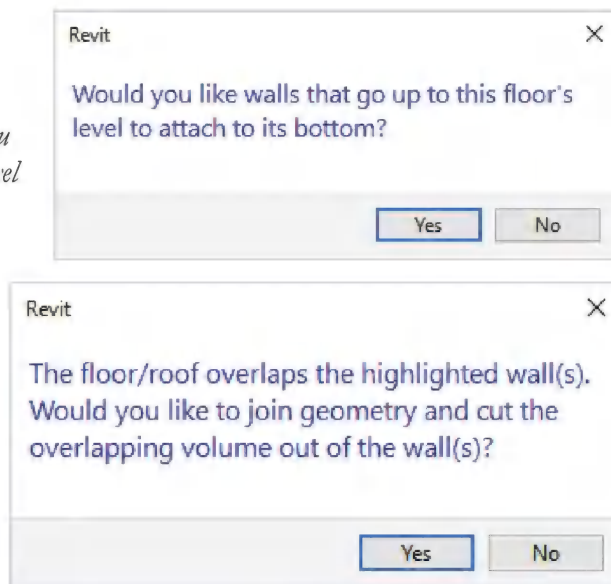 Revit
Would you like walls that go up to this floor's
level to attach to its bottom?
Yes No
Revit
The floor/roof overlaps the highlighted wall(s).
Would you like to join geometry and cut the
overlapping volume out of the wall(s)?
Yes No